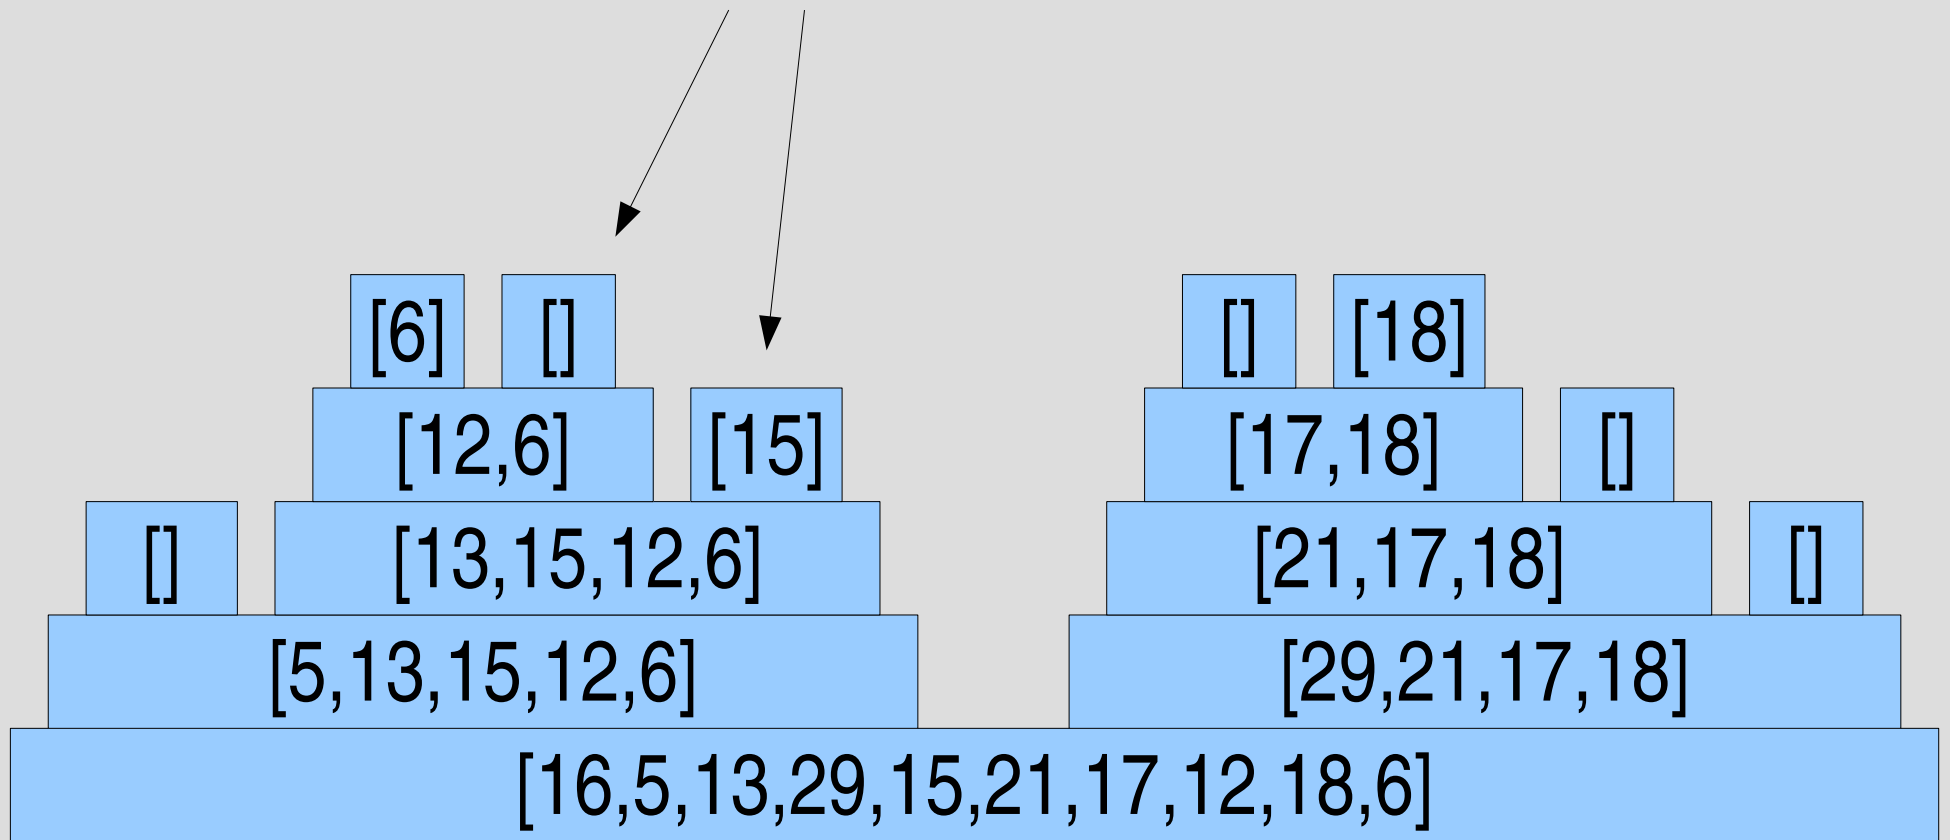 [6] [] [] [18]
[12,6] [15] [17,18] []
[] [13,15,12,6] [21,17,18] []
[5,13,15,12,6] [29,21,17,18]
[16,5,13,29,15,21,17,12,18,6]